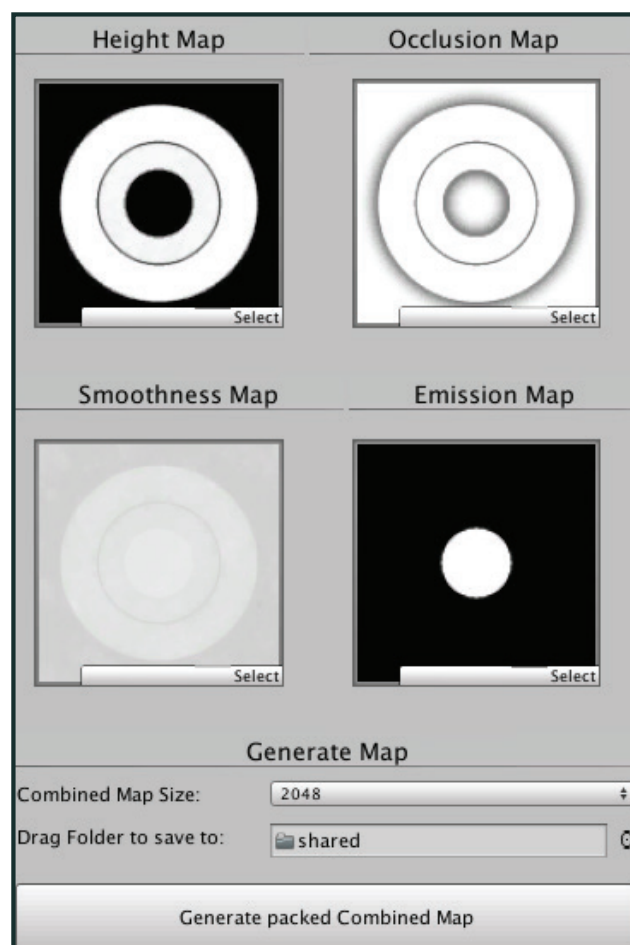 Height Map
Occlusion Map
Select
Select
Smoothness Map
Emission Map
Select
Select
Generate Map
Combined Map Size:
2048
Drag Folder to save to:
shared
Generate packed Combined Map